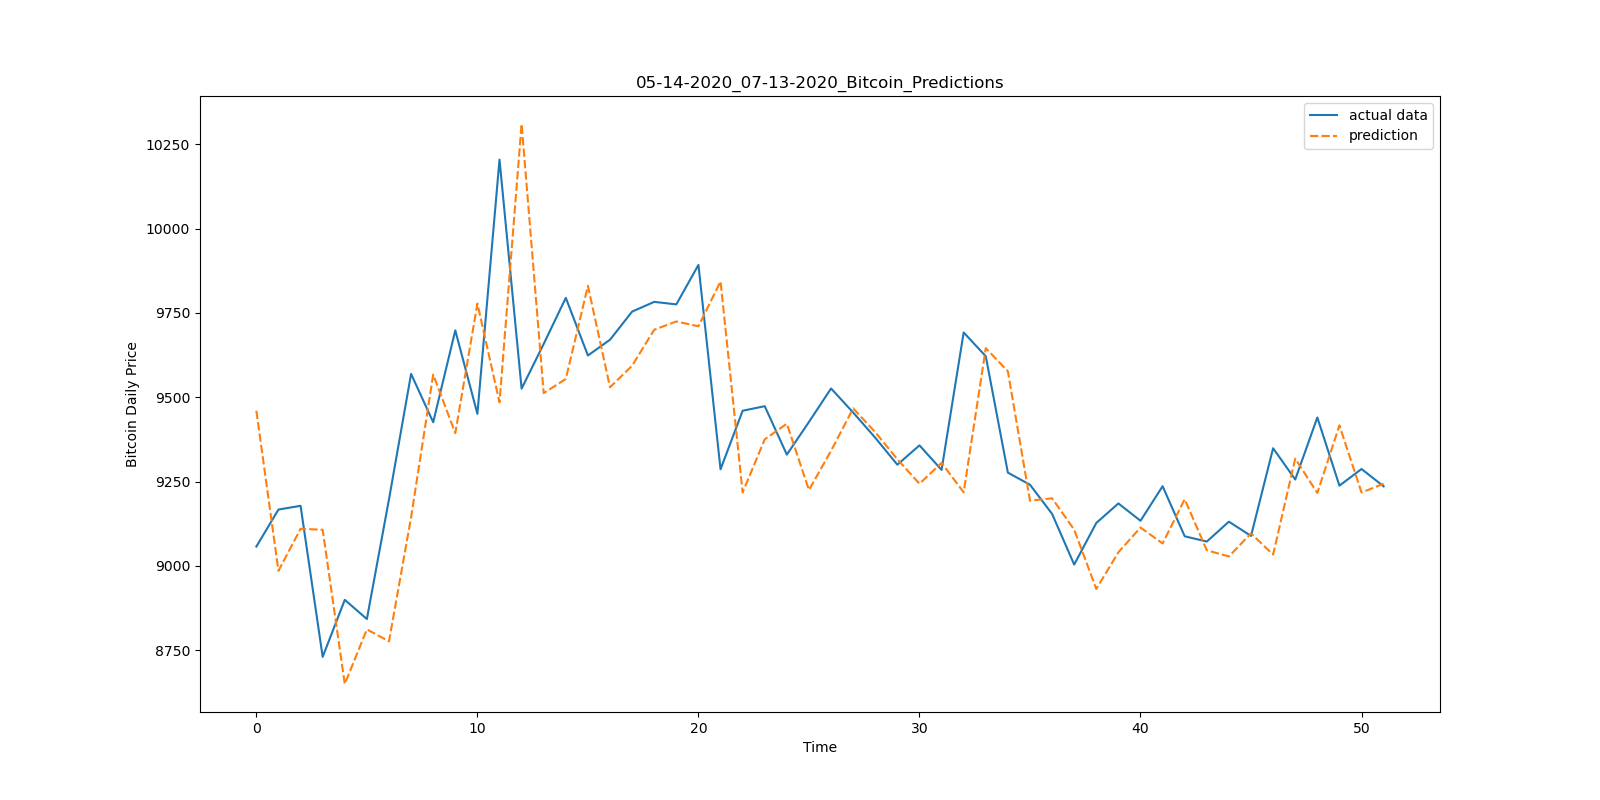 05-14-2020_07-13-2020_Bitcoin_Predictions
actual data
prediction
10250
10000
9750
9500
9250
9000
8750
Bitcoin Daily Price
0 10 20 30 40 50
Time